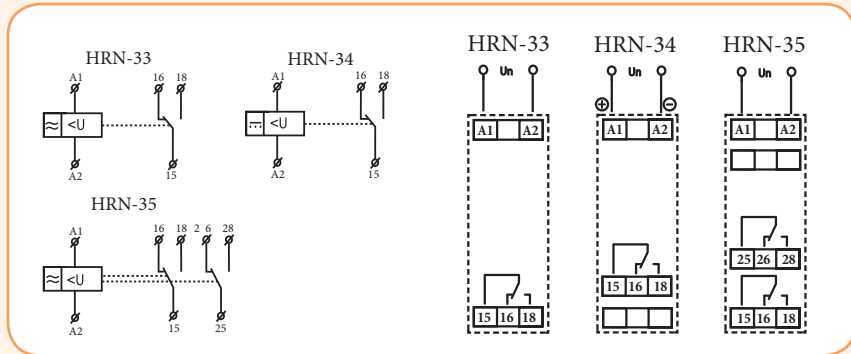 HRN-33
A1
16 18
<U
A2
15
HRN-34
A1
16 18
<U
A2
15
HRN-35
A1
16 18 2 6 28
<U
A2
15 25
HRN-33
Un
A1 A2
15 16 18
HRN-34
Un
+ −
A1 A2
15 16 18
HRN-35
Un
A1 A2
25 26 28
15 16 18